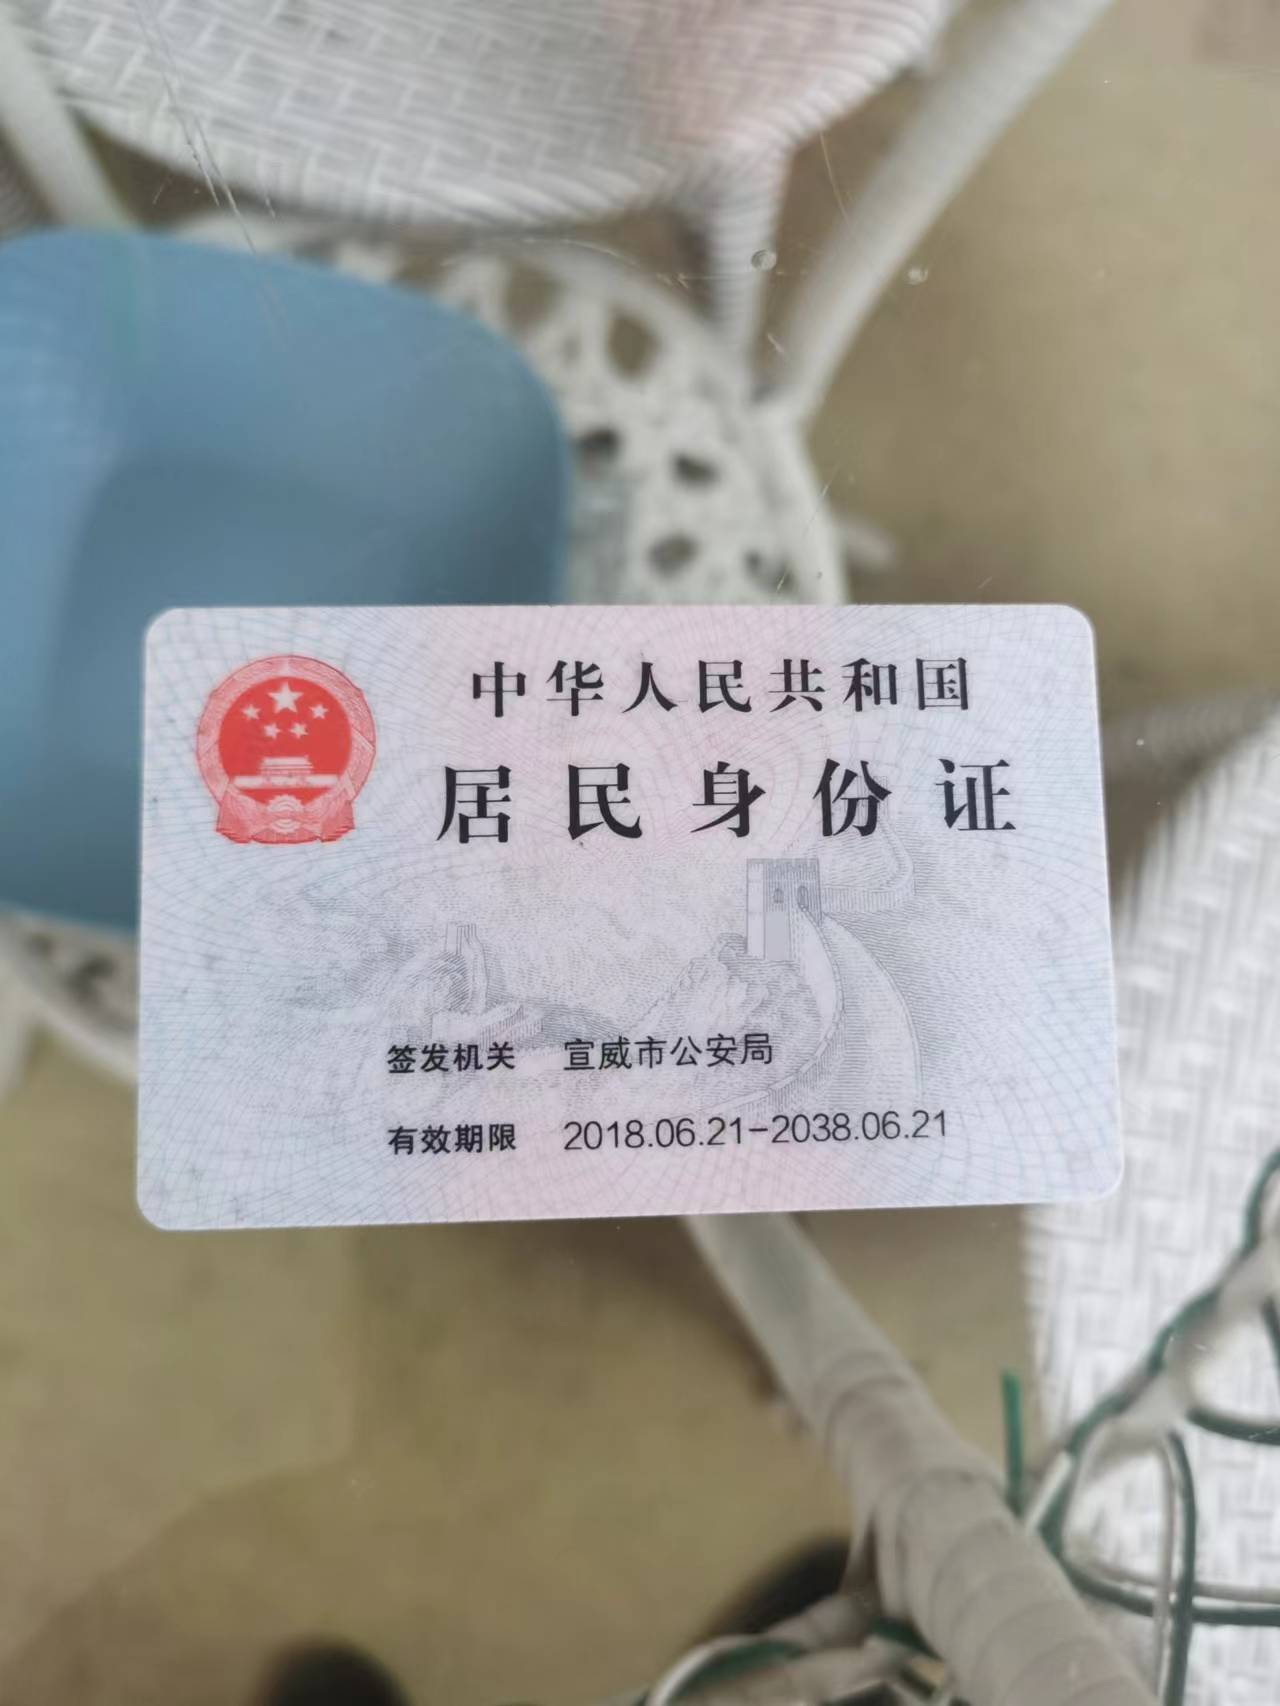 中华人民共和国
居民身份证
签发机关 宣威市公安局
有效期限 2018.06.21-2038.06.21